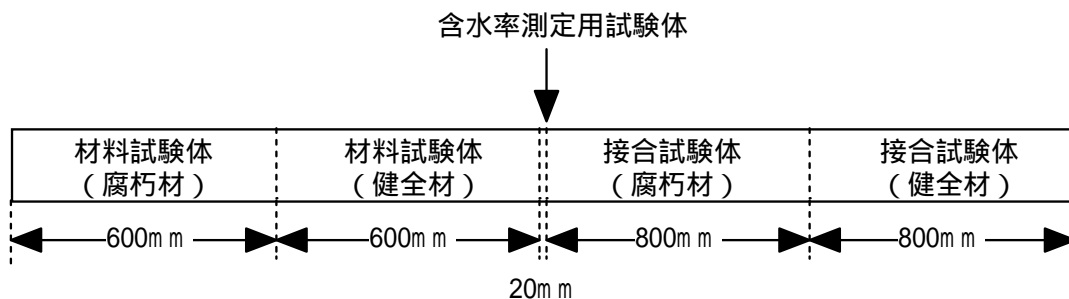 含水率測定用試験体
材料試験体
（腐朽材）
材料試験体
（健全材）
接合試験体
（腐朽材）
接合試験体
（健全材）
600mm
600mm
800mm
800mm
20mm